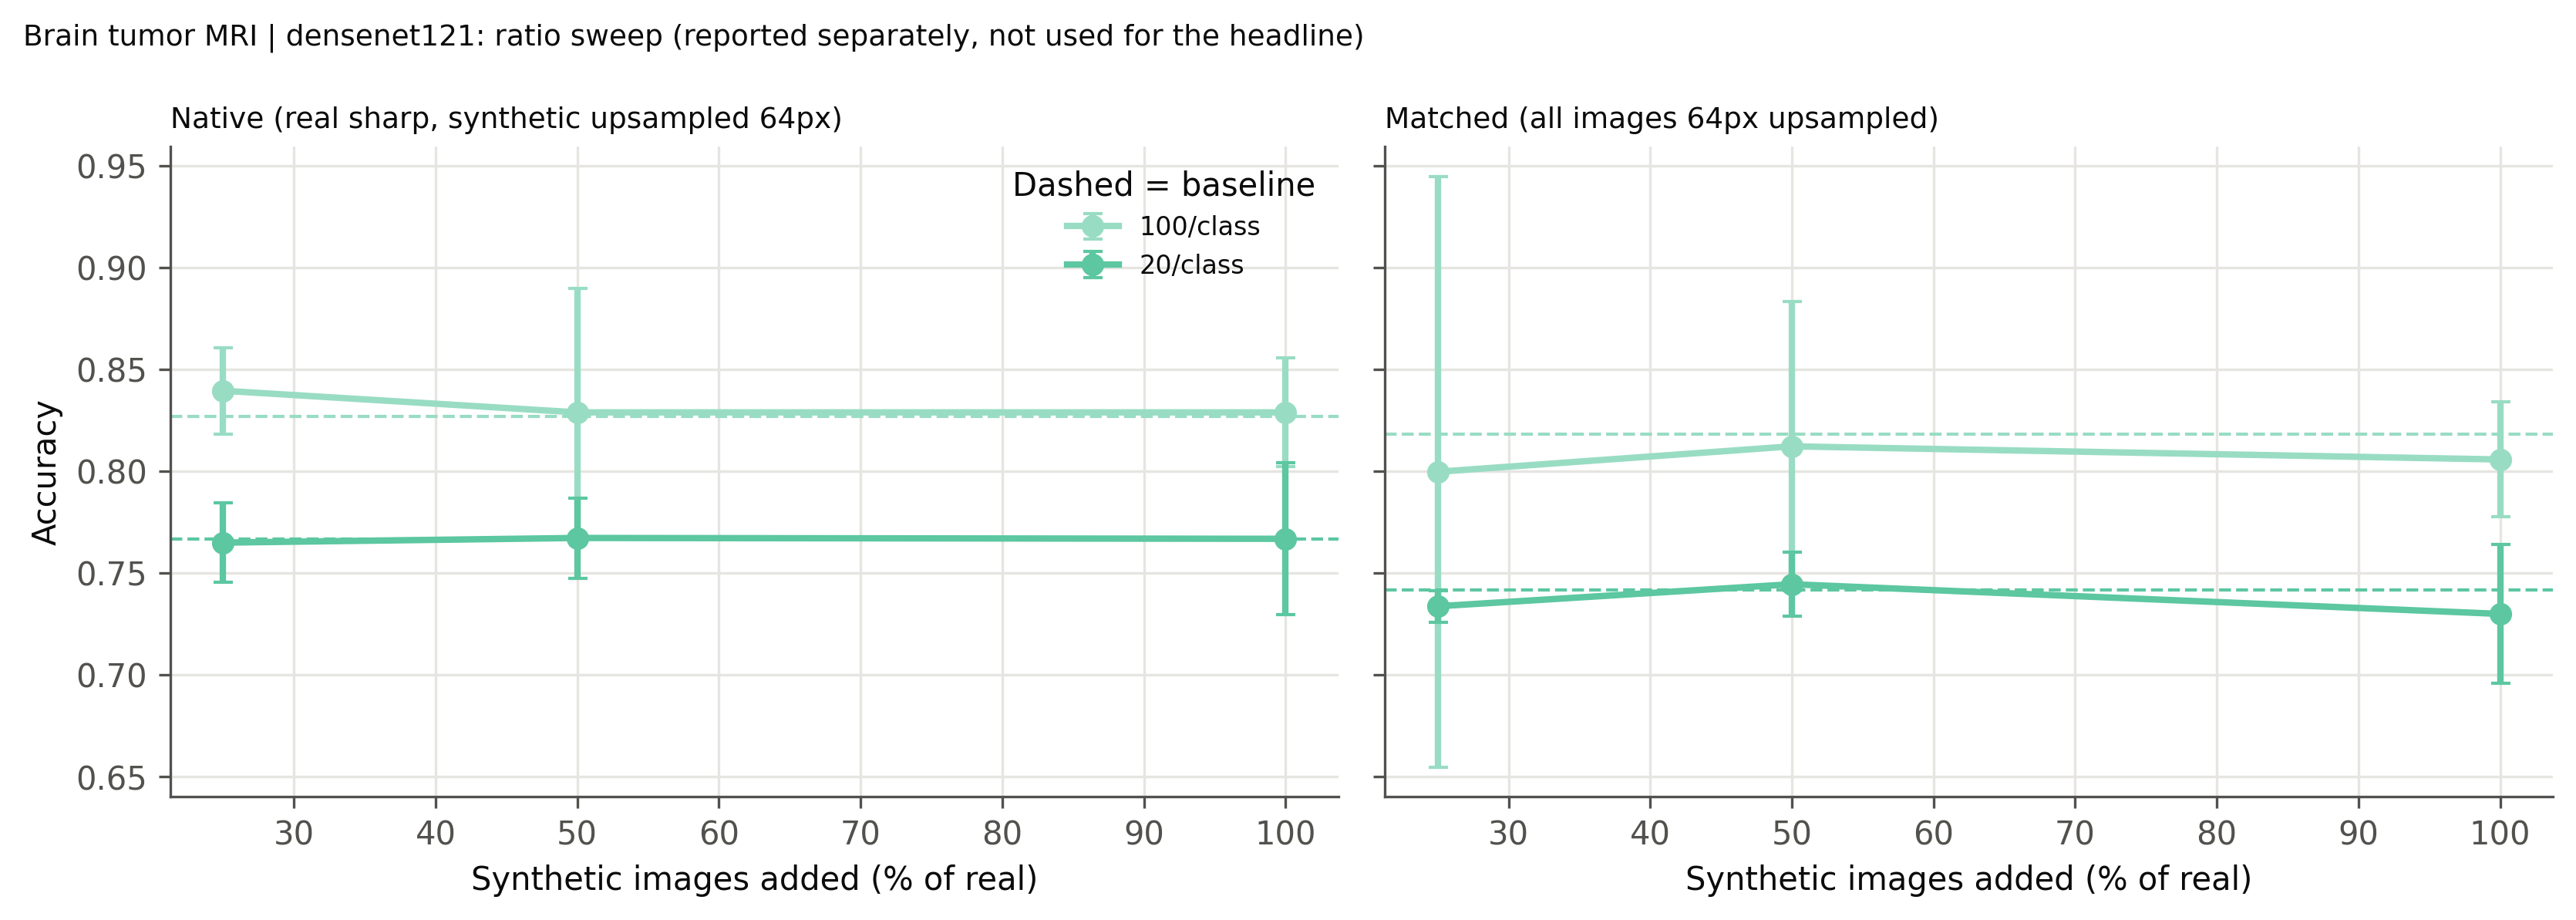 Brain tumor MRI | densenet121: ratio sweep (reported separately, not used for the headline)
Native (real sharp, synthetic upsampled 64px)
Matched (all images 64px upsampled)
Dashed = baseline
100/class
20/class
Accuracy
0.95
0.90
0.85
0.80
0.75
0.70
0.65
30 40 50 60 70 80 90 100
30 40 50 60 70 80 90 100
Synthetic images added (% of real)
Synthetic images added (% of real)